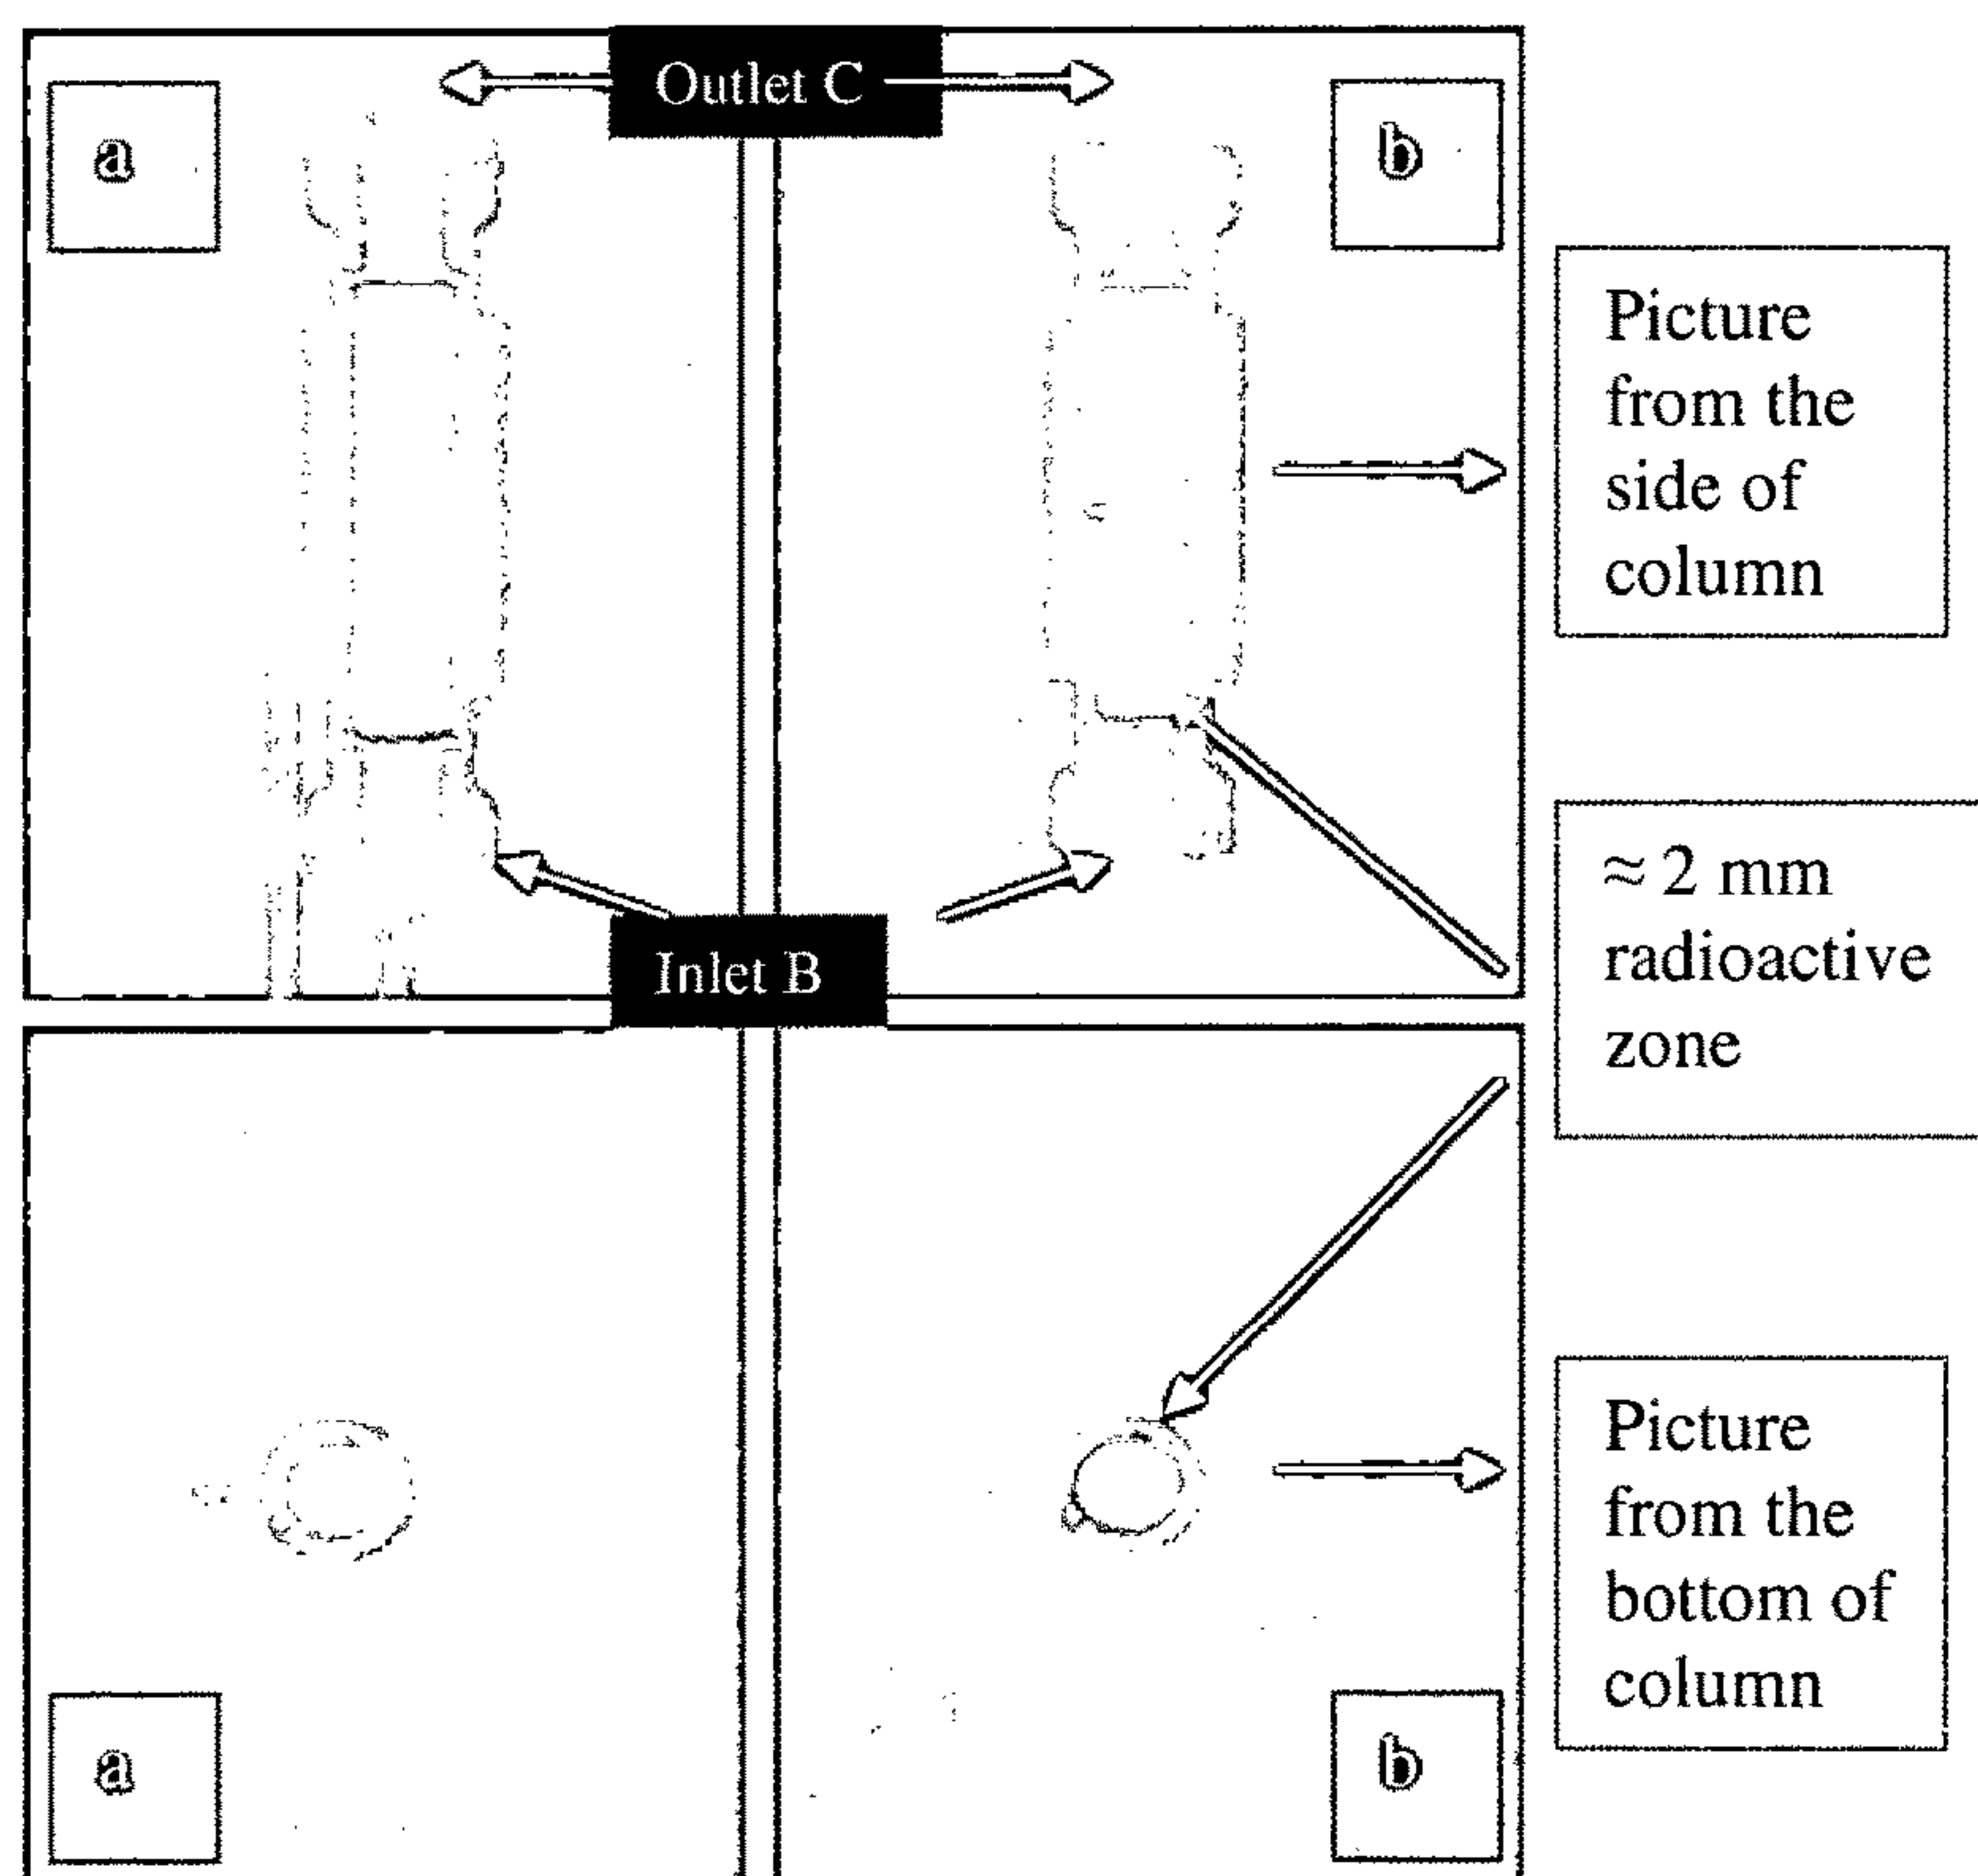 Outlet C
a
b
Picture
from the
side of
column
≈ 2 mm
radioactive
zone
Inlet B
Picture
from the
bottom of
column
a
b